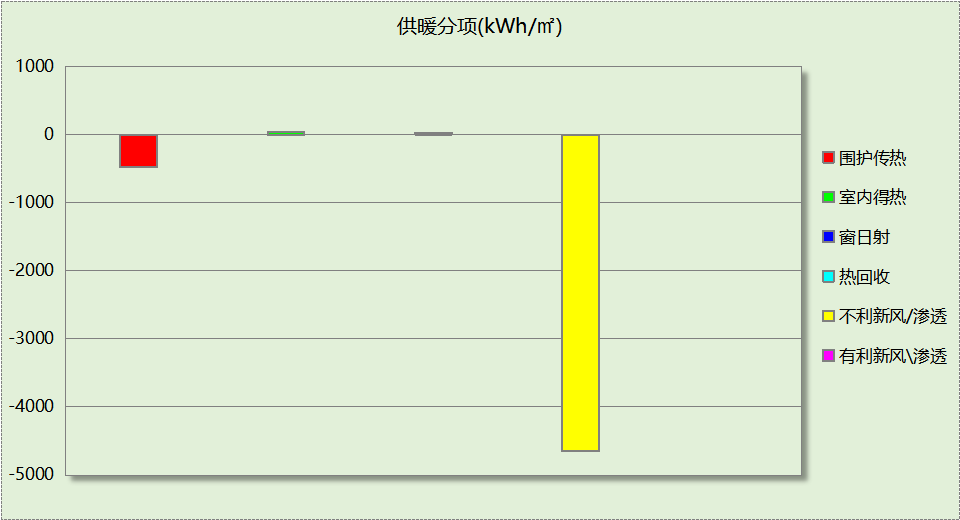 供暖分项(kWh/㎡)
1000
0
-1000
-2000
-3000
-4000
-5000
围护传热
室内得热
窗日射
热回收
不利新风/渗透
有利新风\渗透